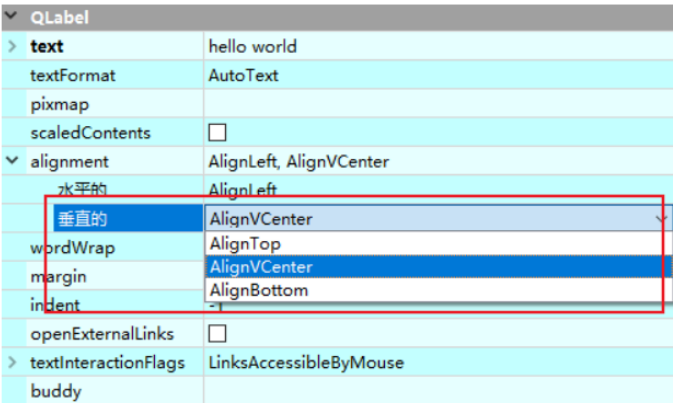 QLabel
text hello world
textFormat AutoText
pixmap
scaledContents
alignment AlignLeft, AlignVCenter
水平的 AlignLeft
垂直的 AlignVCenter
wordWrap AlignTop
AlignVCenter
margin
AlignBottom
indent -1
openExternalLinks
textInteractionFlags LinksAccessibleByMouse
buddy